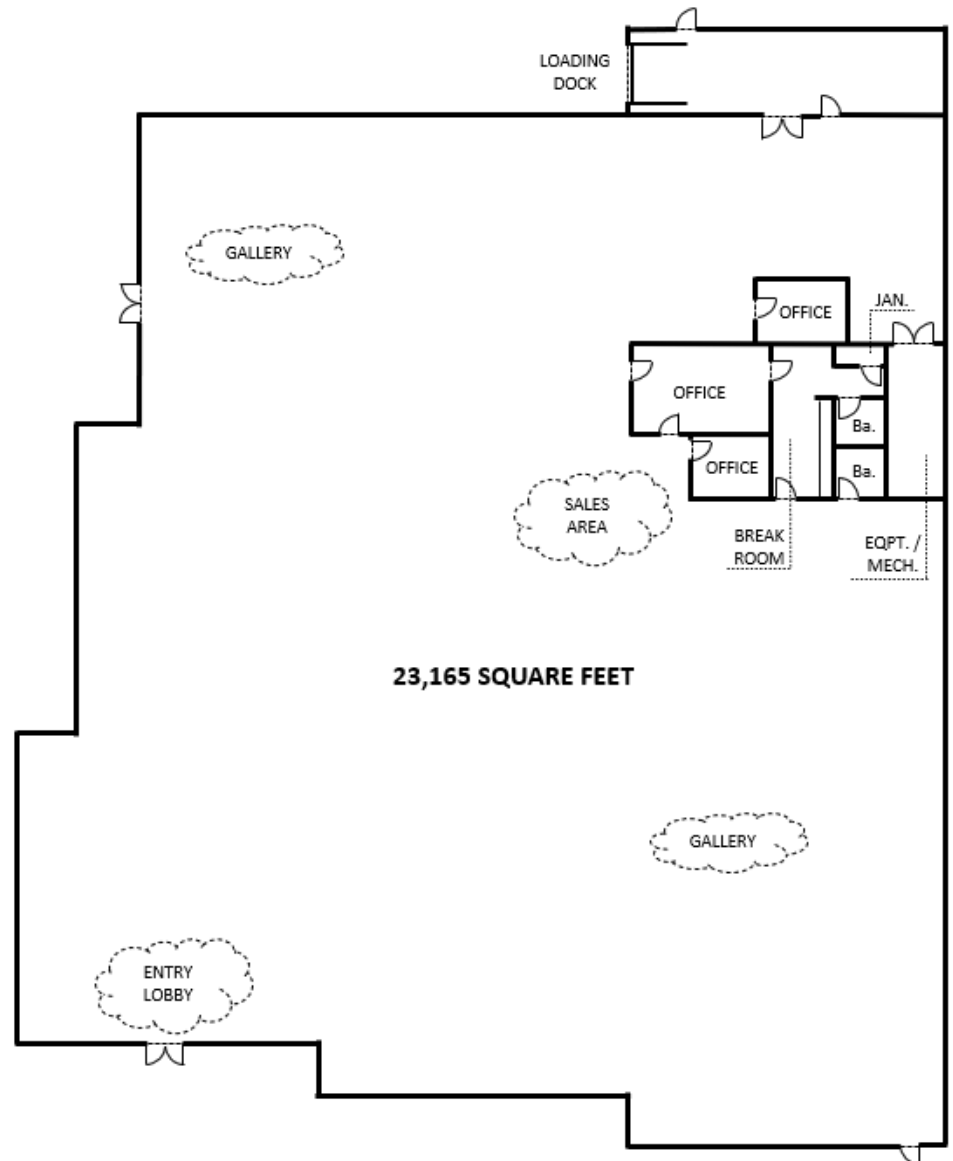 LOADING
DOCK
GALLERY
OFFICE
JAN.
OFFICE
Ba.
OFFICE
Ba.
SALES
AREA
BREAK
ROOM
EQPT. /
MECH.
23,165 SQUARE FEET
GALLERY
ENTRY
LOBBY